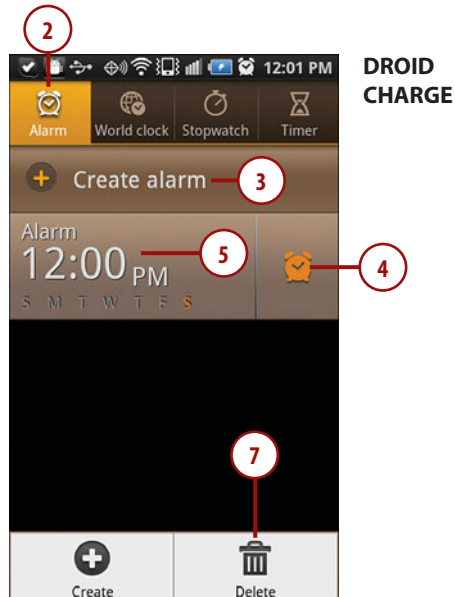 2
12:01 PM
DROID
CHARGE
Alarm World clock Stopwatch Timer
+ Create alarm 3
Alarm
12:00 PM 5
4
S M T W T F S
7
Create Delete